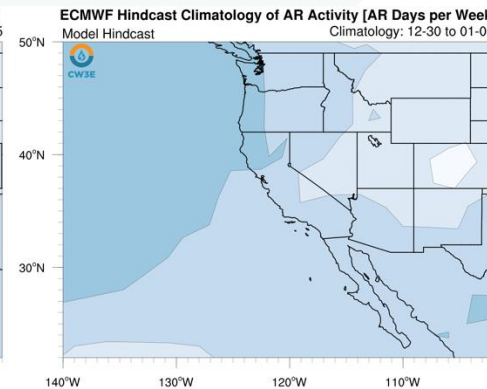 ECMWF Hindcast Climatology of AR Activity [AR Days per Week
Model Hindcast
Climatology: 12-30 to 01-0
5
CW3E
50°N
40°N
30°N
140°W 130°W 120°W 110°W